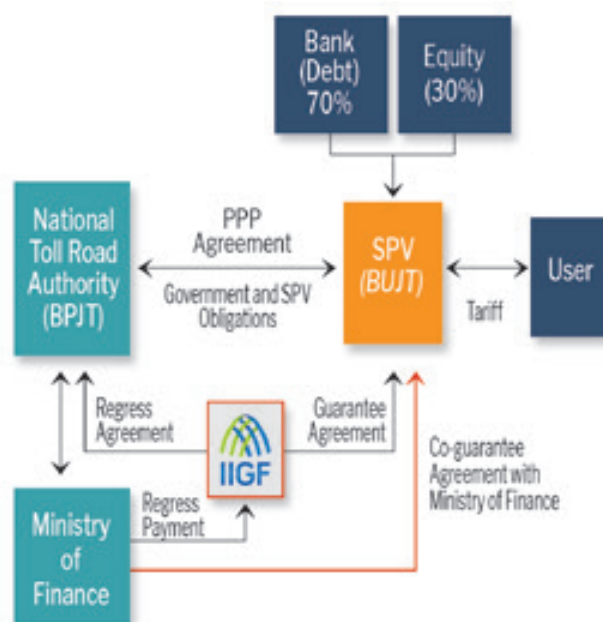 Bank
(Debt)
70%
Equity
(30%)
National
Toll Road
Authority
(BPJT)
PPP
Agreement
Government and SPV
Obligations
SPV
(BUJT)
Tariff
User
Regress
Agreement
IIGF
Guarantee
Agreement
Co-guarantee
Agreement with
Ministry of Finance
Regress
Payment
Ministry
of
Finance